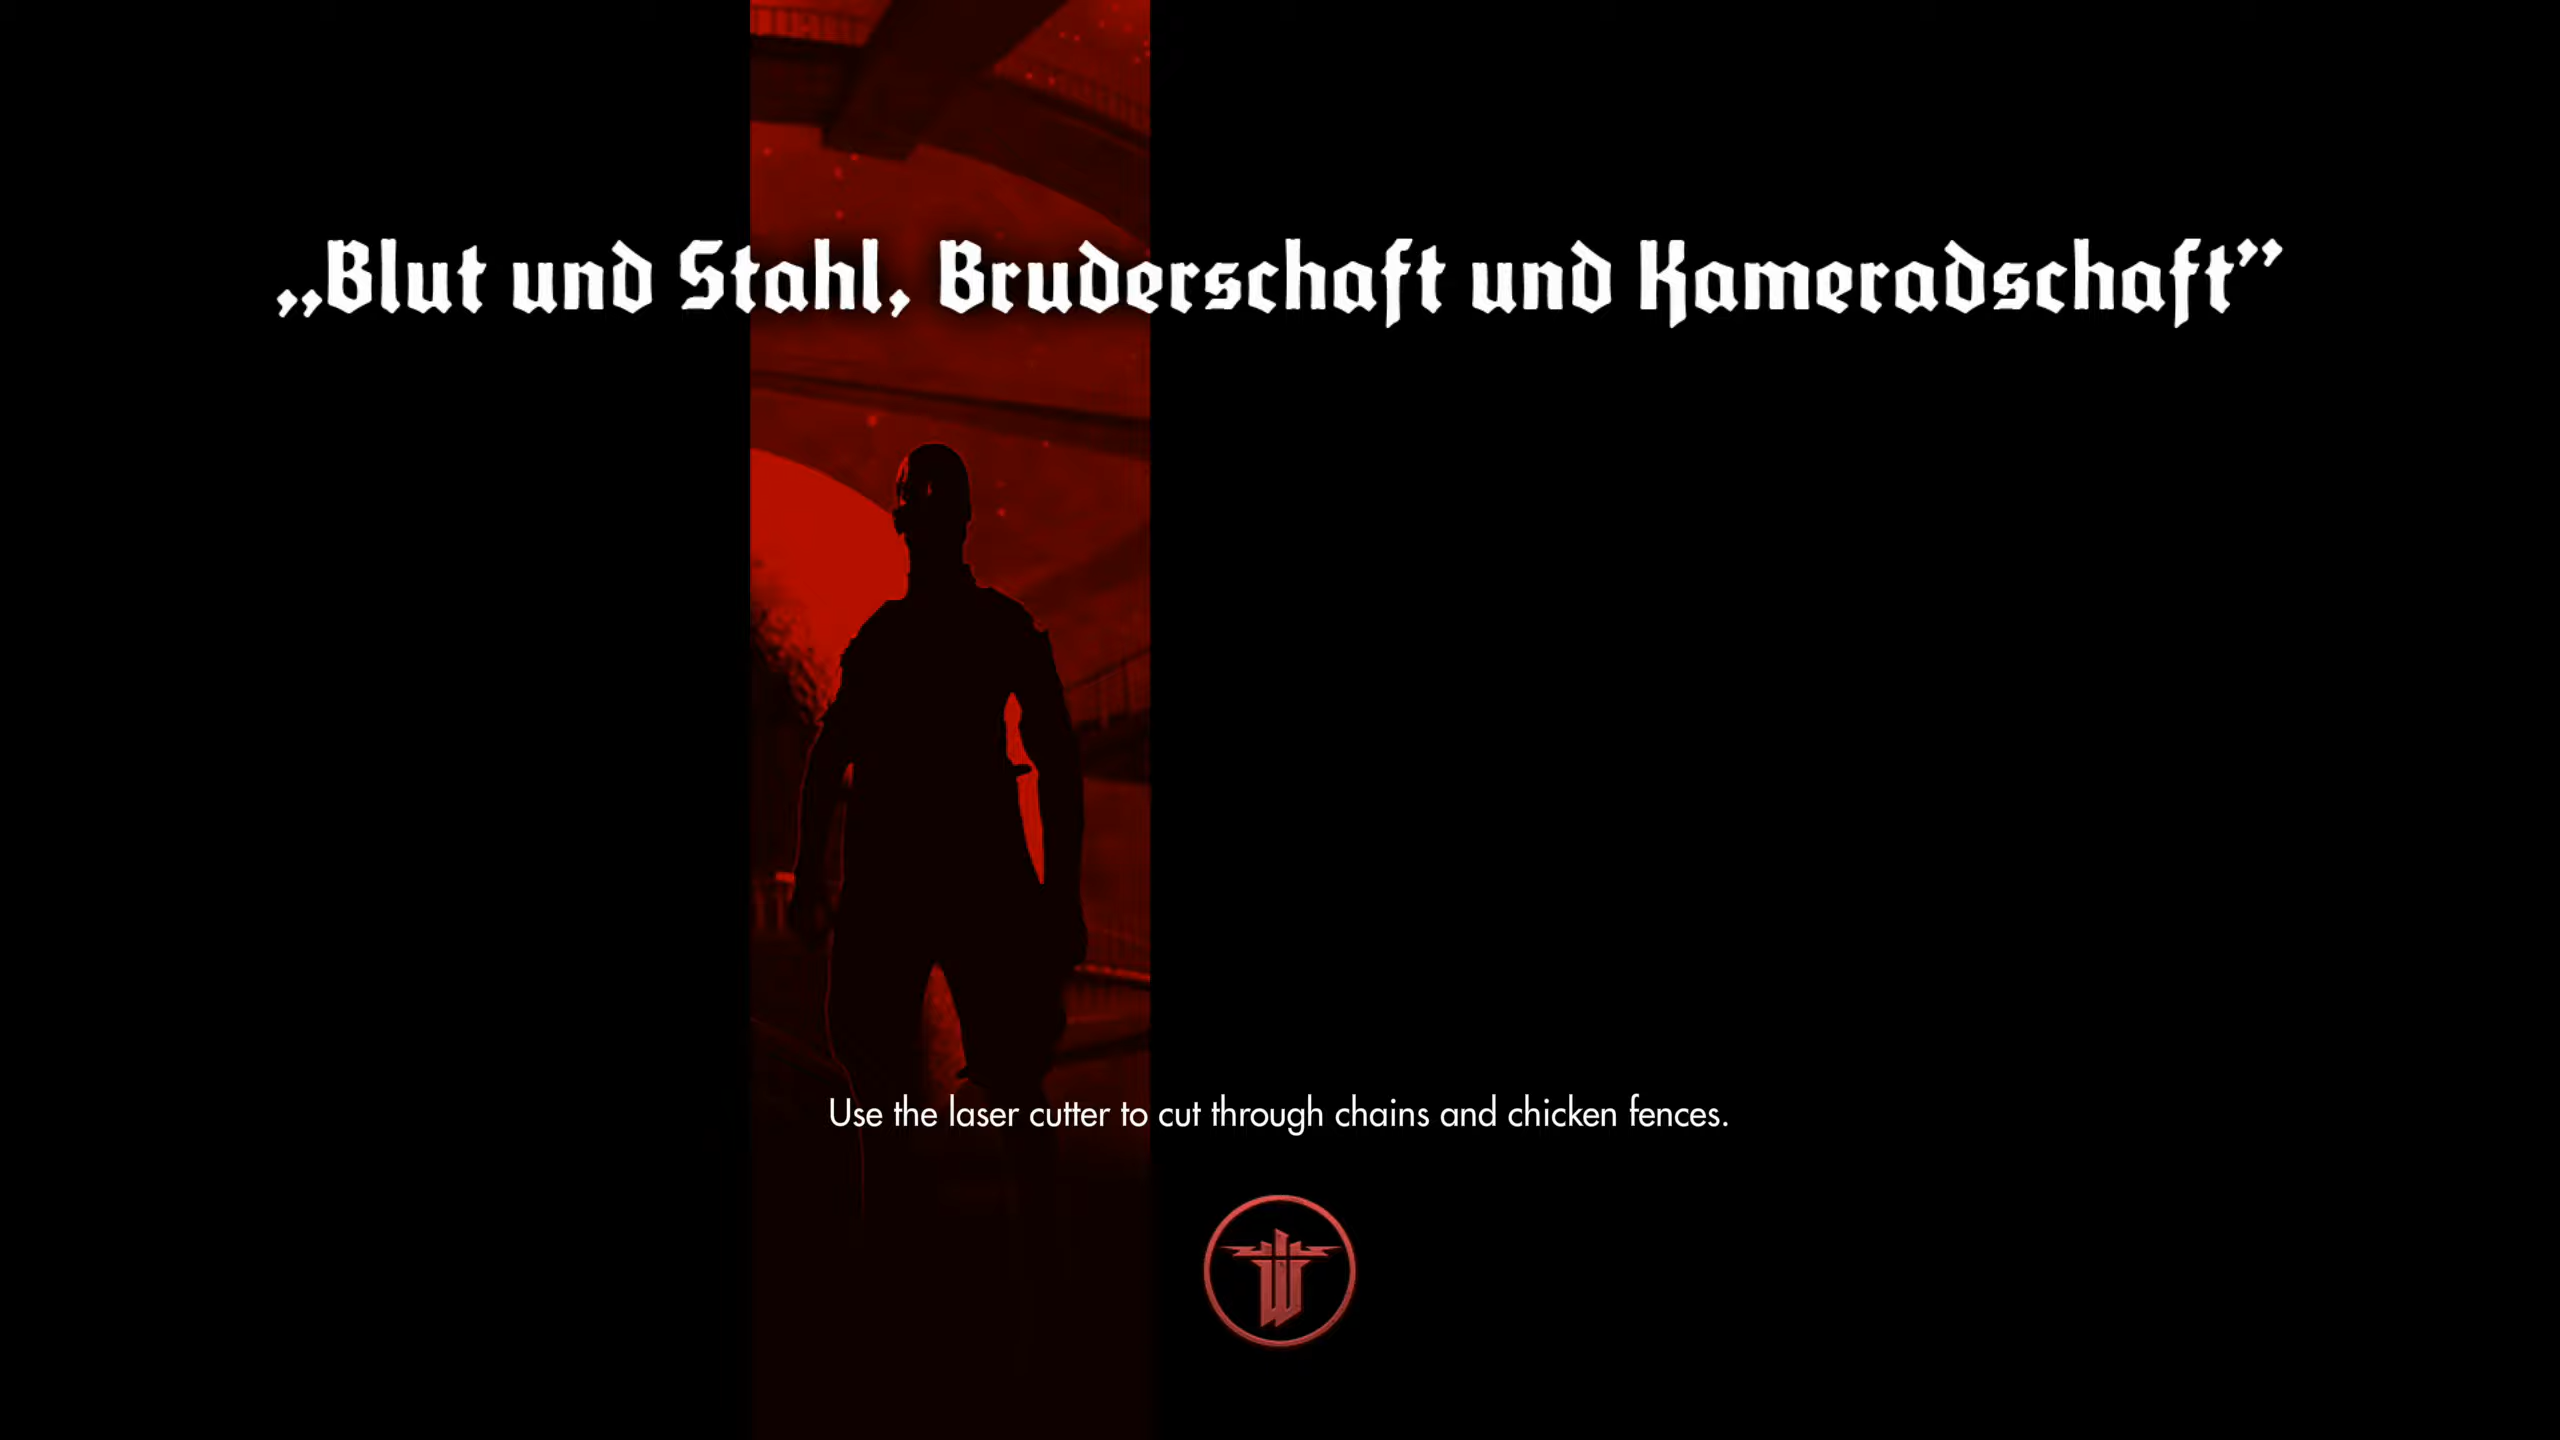 „Blut und Stahl, Bruderschaft und Kameradschaft”
Use the laser cutter to cut through chains and chicken fences.